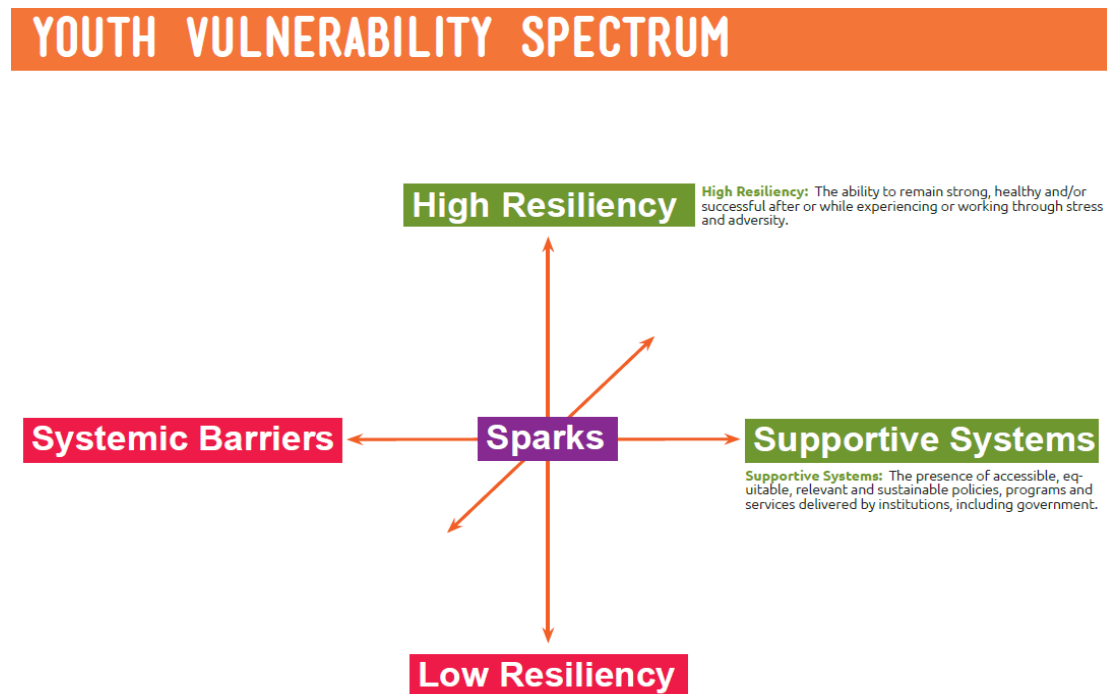 YOUTH VULNERABILITY SPECTRUM
High Resiliency
High Resiliency: The ability to remain strong, healthy and/or
successful after or while experiencing or working through stress
and adversity.
Systemic Barriers
Sparks
Supportive Systems
Supportive Systems: The presence of accessible, eq-
uitable, relevant and sustainable policies, programs and
services delivered by institutions, including government.
Low Resiliency